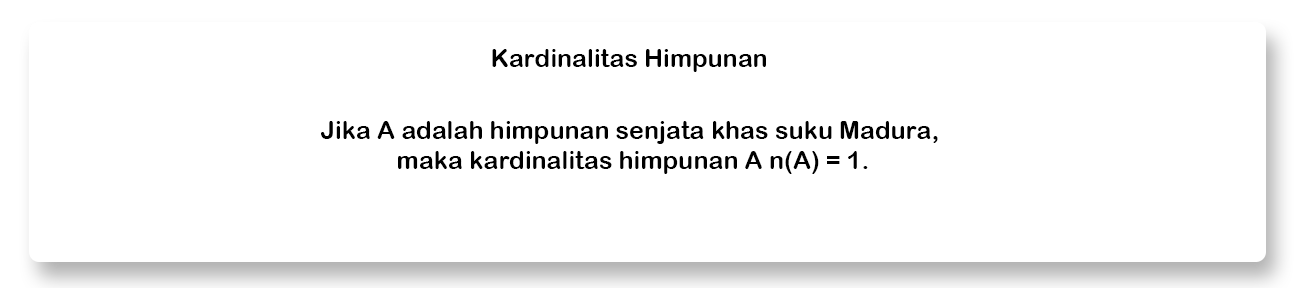 Kardinalitas Himpunan
Jika A adalah himpunan senjata khas suku Madura,
maka kardinalitas himpunan A n(A) = 1.